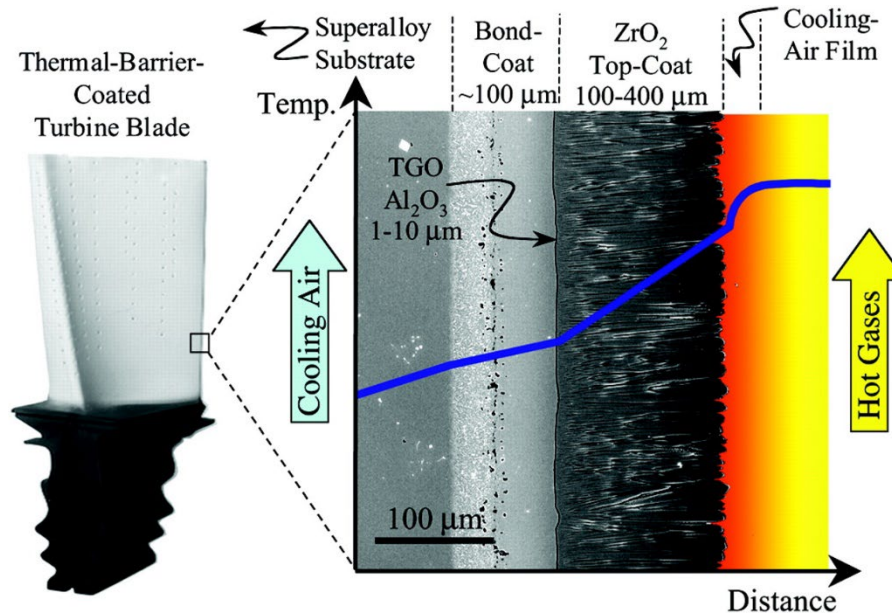 Thermal-Barrier-
Coated
Turbine Blade
Superalloy
Substrate
Temp.
Bond-
Coat
~100 μm
ZrO₂
Top-Coat
100-400 μm
Cooling-
Air Film
TGO
Al₂O₃
1-10 μm
Cooling Air
Hot Gases
100 μm
Distance